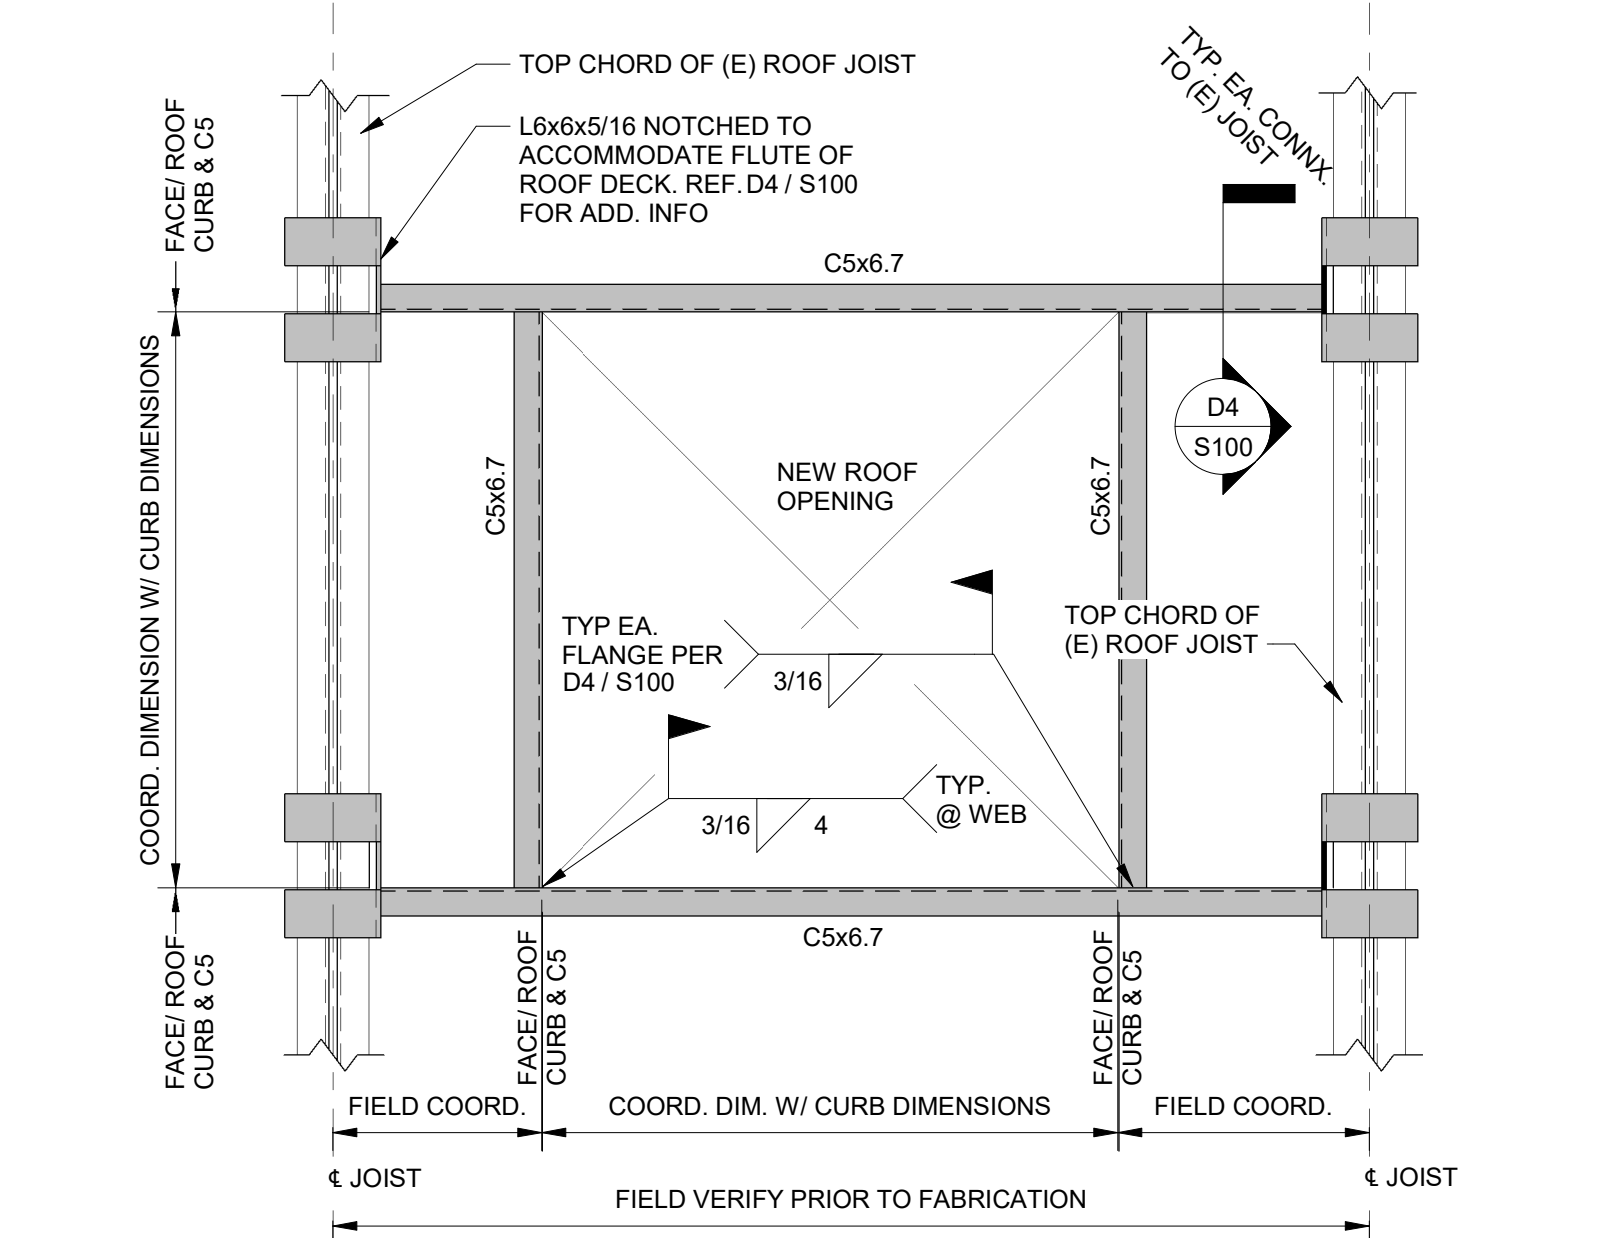 TOP CHORD OF (E) ROOF JOIST
L6x6x5/16 NOTCHED TO
ACCOMMODATE FLUTE OF
ROOF DECK. REF. D4 / S100
FOR ADD. INFO
TYP. EA. CONNX.
TO (E) JOIST
FACE/ ROOF
CURB & C5
C5x6.7
COORD. DIMENSION W/ CURB DIMENSIONS
C5x6.7
NEW ROOF
OPENING
C5x6.7
D4
S100
TYP EA.
FLANGE PER
D4 / S100
3/16
TOP CHORD OF
(E) ROOF JOIST
3/16
4
TYP.
@ WEB
C5x6.7
FACE/ ROOF
CURB & C5
FACE/ ROOF
CURB & C5
FACE/ ROOF
CURB & C5
FIELD COORD.
COORD. DIM. W/ CURB DIMENSIONS
FIELD COORD.
℄ JOIST
℄ JOIST
FIELD VERIFY PRIOR TO FABRICATION